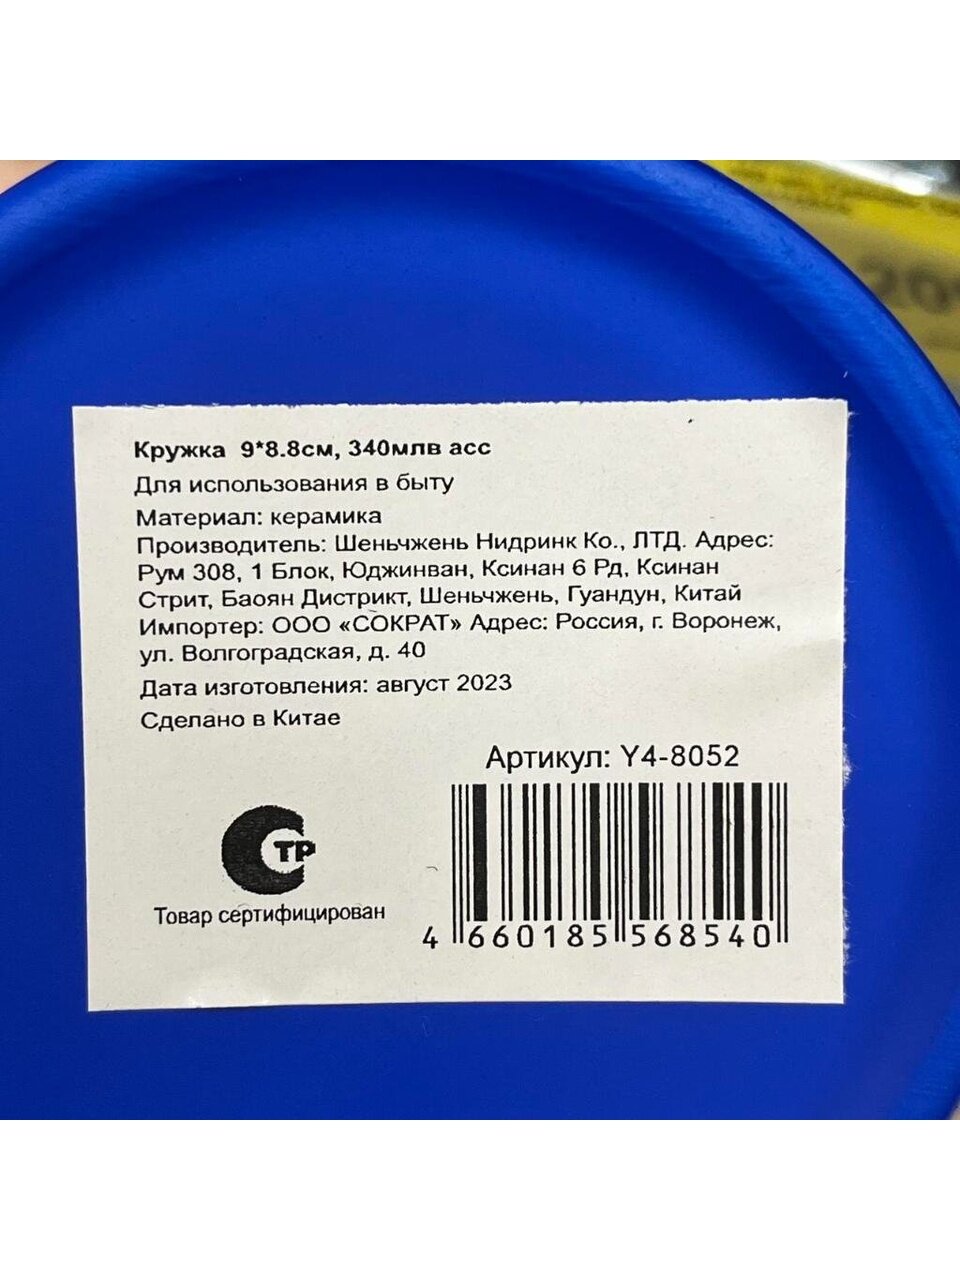 Кружка 9*8.8см, 340млв асс
Для использования в быту
Материал: керамика
Производитель: Шеньчжень Нидринк Ко., ЛТД. Адрес:
Рум 308, 1 Блок, Юджинван, Ксинан 6 Рд, Ксинан
Стрит, Баоян Дистрикт, Шеньчжень, Гуандун, Китай
Импортер: ООО «СОКРАТ» Адрес: Россия, г. Воронеж,
ул. Волгоградская, д. 40
Дата изготовления: август 2023
Сделано в Китае
Артикул: Y4-8052
ТР
Товар сертифицирован
4 660185 568540